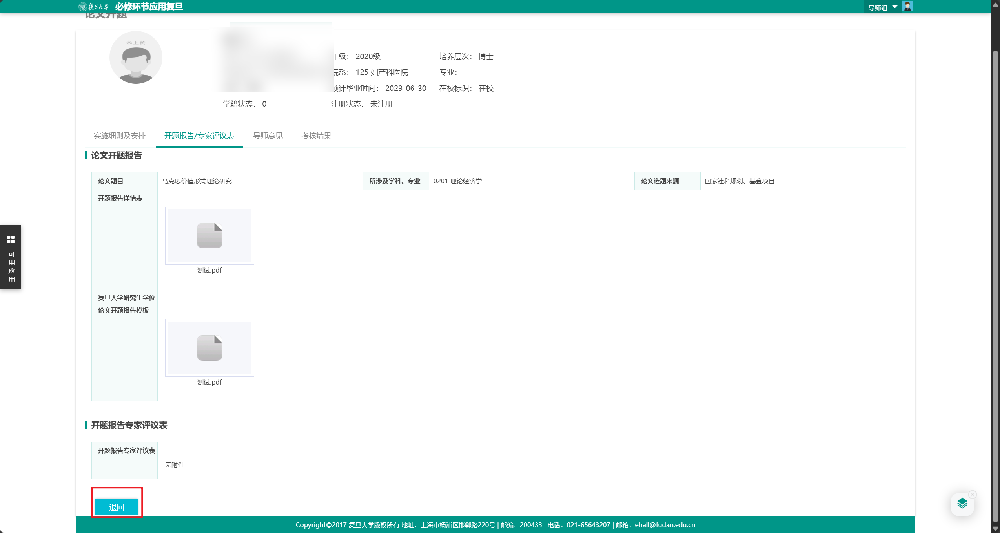 復旦大學 必修环节应用复旦 导师组
论文开题
未上传
年级： 2020级 培养层次： 博士
院系： 125 妇产科医院 专业：
预计毕业时间： 2023-06-30 在校标识： 在校
学籍状态： 0 注册状态： 未注册
实施细则及安排 开题报告/专家评议表 导师意见 考核结果
论文开题报告
论文题目 马克思价值形式理论研究 所涉及学科、专业 0201 理论经济学 论文选题来源 国家社科规划、基金项目
开题报告详情表
测试.pdf
可用应用
复旦大学研究生学位
论文开题报告模板
测试.pdf
开题报告专家评议表
开题报告专家评议表
无附件
退回
Copyright©2017 复旦大学版权所有 地址：上海市杨浦区邯郸路220号 | 邮编：200433 | 电话：021-65643207 | 邮箱：ehall@fudan.edu.cn